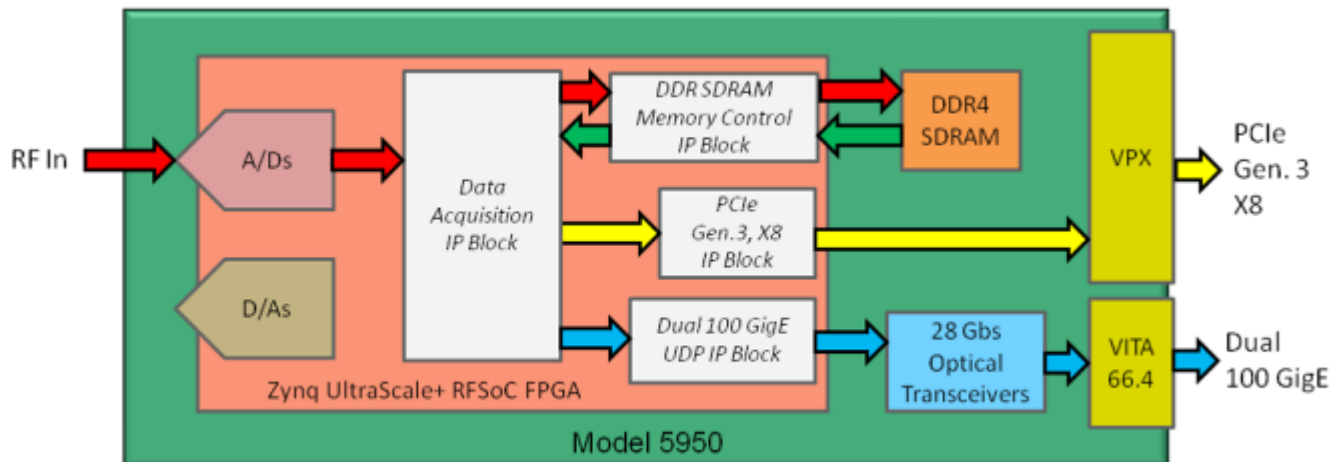 RF In
A/Ds
D/As
Data
Acquisition
IP Block
DDR SDRAM
Memory Control
IP Block
DDR4
SDRAM
PCIe
Gen.3, X8
IP Block
Dual 100 GigE
UDP IP Block
28 Gbs
Optical
Transceivers
VPX
VITA
66.4
PCIe
Gen. 3
X8
Dual
100 GigE
Zynq UltraScale+ RFSoC FPGA
Model 5950